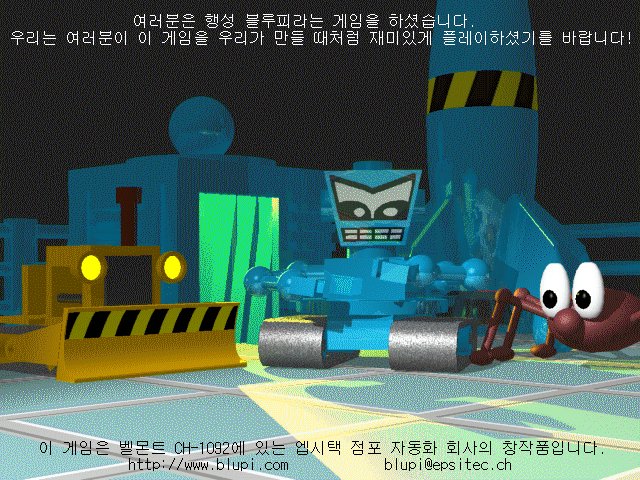 여러분은 행성 블루피라는 게임을 하셨습니다.
우리는 여러분이 이 게임을 우리가 만들 때처럼 재미있게 플레이하셨기를 바랍니다!
이 게임은 벨몬트 CH-1092에 있는 엡시택 점포 자동화 회사의 창작품입니다.
http://www.blupi.com blupi@epsitec.ch